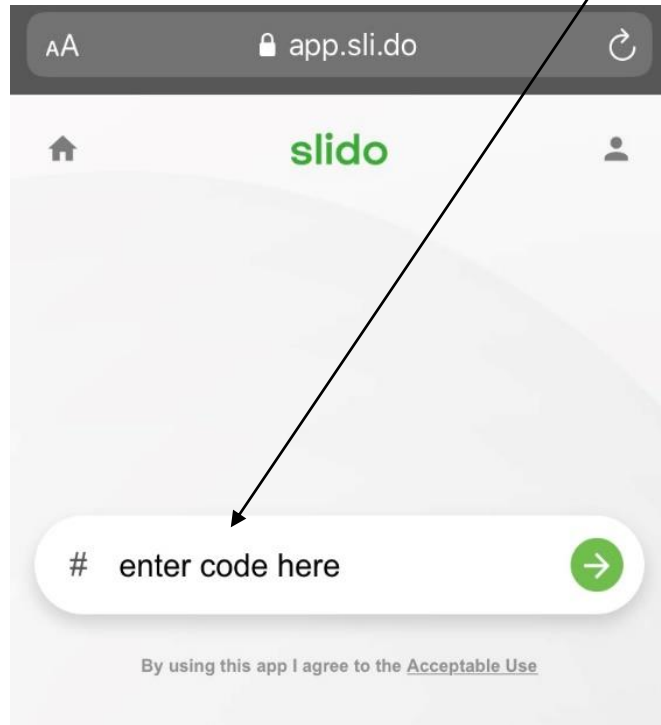 AA app.sli.do
slido
# enter code here
By using this app I agree to the Acceptable Use